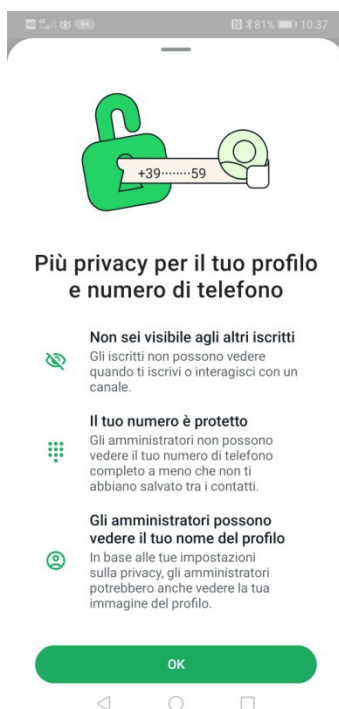 81% 10:37
+39········59
Più privacy per il tuo profilo
e numero di telefono
Non sei visibile agli altri iscritti
Gli iscritti non possono vedere
quando ti iscrivi o interagisci con un
canale.
Il tuo numero è protetto
Gli amministratori non possono
vedere il tuo numero di telefono
completo a meno che non ti
abbiano salvato tra i contatti.
Gli amministratori possono
vedere il tuo nome del profilo
In base alle tue impostazioni
sulla privacy, gli amministratori
potrebbero anche vedere la tua
immagine del profilo.
OK